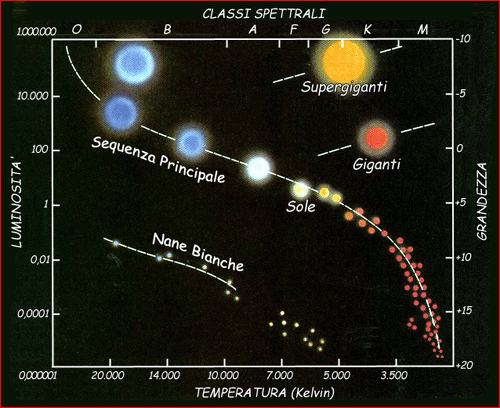 CLASSI SPETTRALI
O B A F G K M
1000.000
10.000
100
1
0,01
0,0001
0,000001
LUMINOSITA'
-10
-5
0
+5
+10
+15
+20
GRANDEZZA
Supergiganti
Giganti
Sequenza Principale
Sole
Nane Bianche
20.000 14.000 10.000 7.000 5.000 3.500
TEMPERATURA (Kelvin)